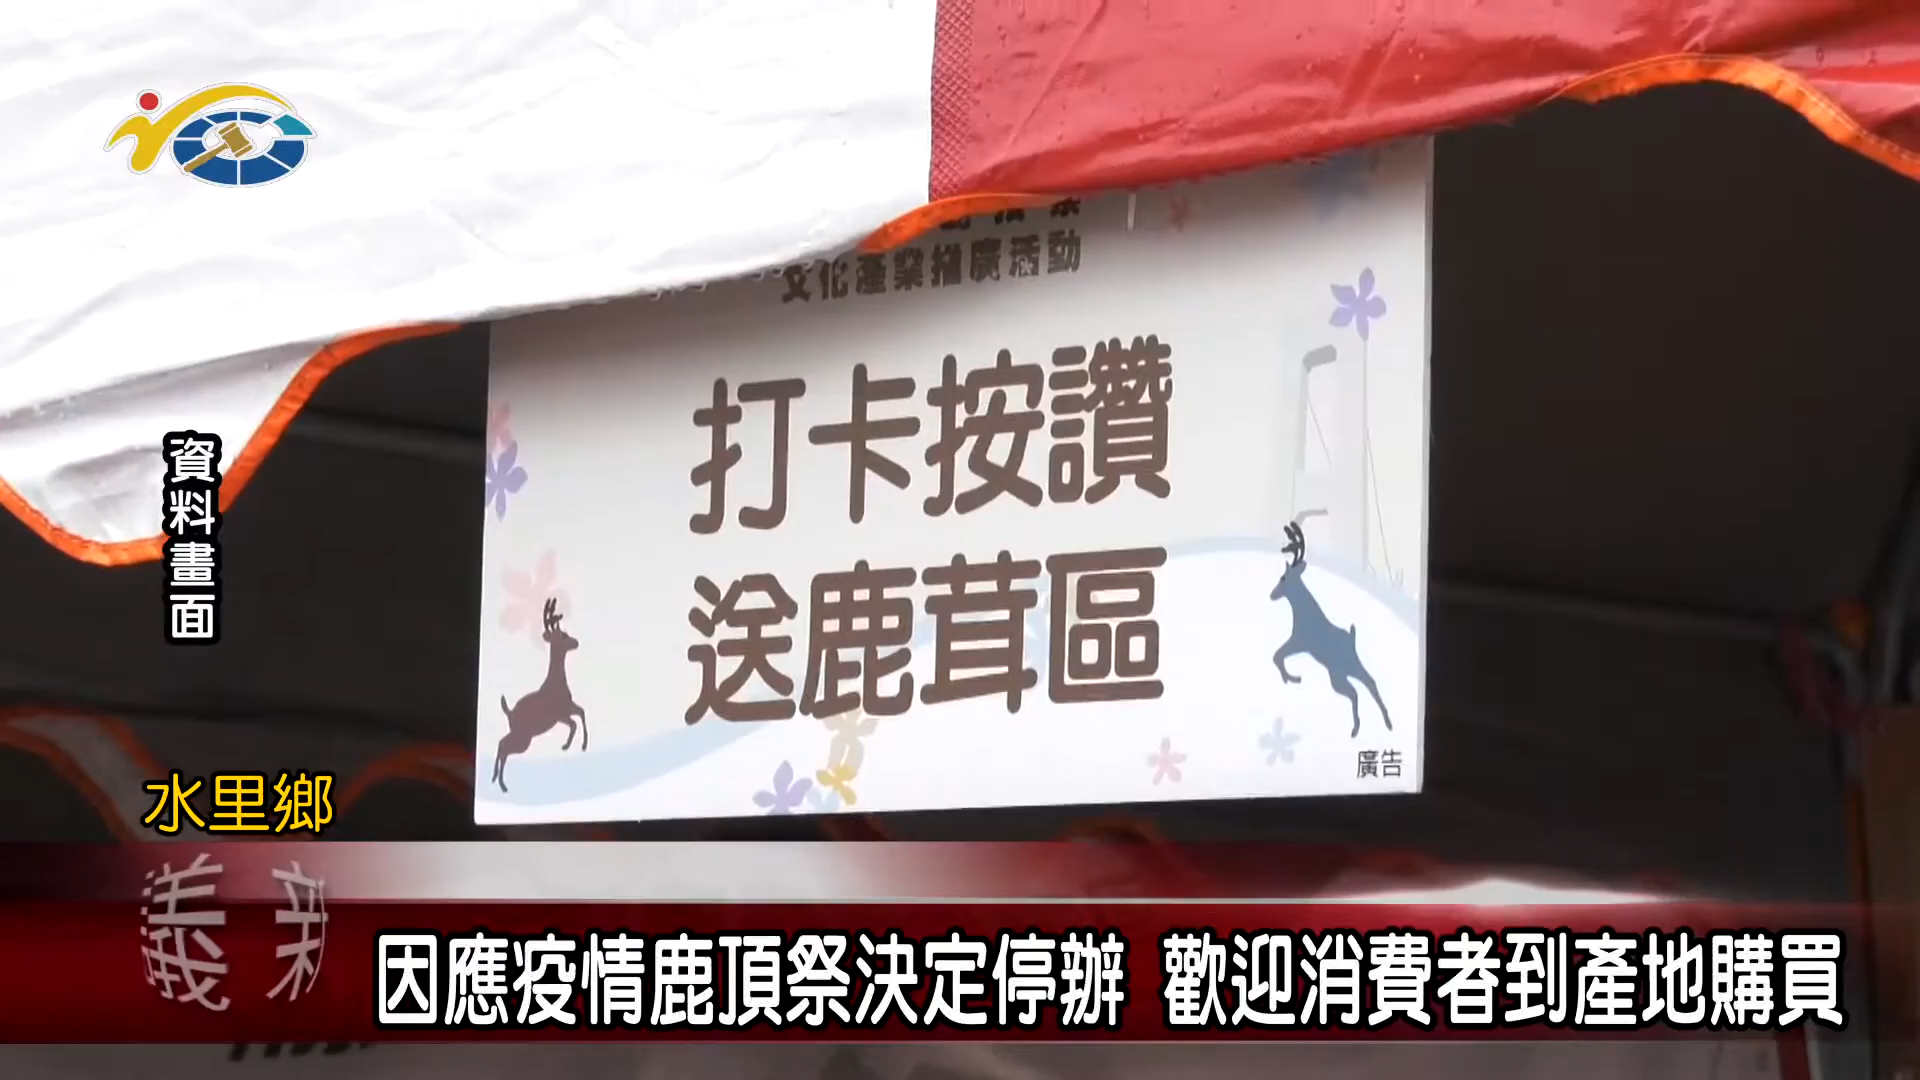 文化產業推廣活動
打卡按讚
送鹿茸區
廣告
資料畫面
水里鄉
議 新
因應疫情鹿頂祭決定停辦 歡迎消費者到產地購買